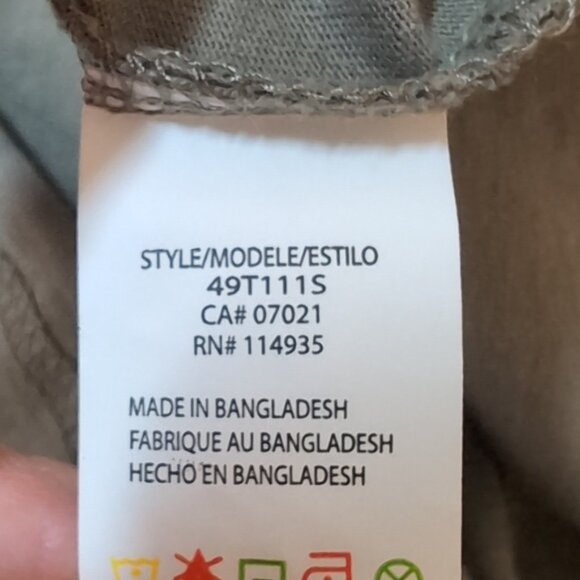 STYLE/MODELE/ESTILO
49T111S
CA# 07021
RN# 114935
MADE IN BANGLADESH
FABRIQUE AU BANGLADESH
HECHO EN BANGLADESH